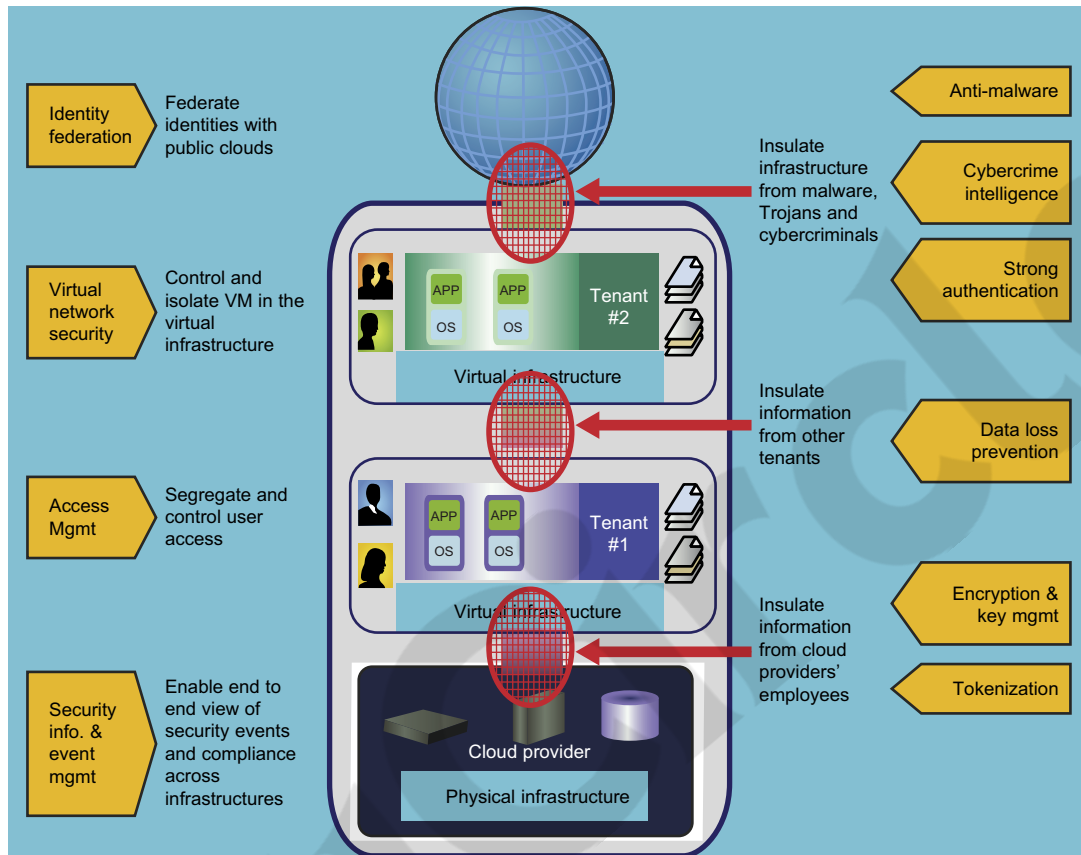 Identity
federation
Federate
identities with
public clouds
Virtual
network
security
Control and
isolate VM in the
virtual
infrastructure
Access
Mgmt
Segregate and
control user
access
Security
info. &
event
mgmt
Enable end to
end view of
security events
and compliance
across
infrastructures
APP
APP
OS
OS
Tenant
#2
Virtual infrastructure
APP
APP
OS
OS
Tenant
#1
Virtual infrastructure
Cloud provider
Physical infrastructure
Insulate
infrastructure
from malware,
Trojans and
cybercriminals
Insulate
information
from other
tenants
Insulate
information
from cloud
providers’
employees
Anti-malware
Cybercrime
intelligence
Strong
authentication
Data loss
prevention
Encryption &
key mgmt
Tokenization